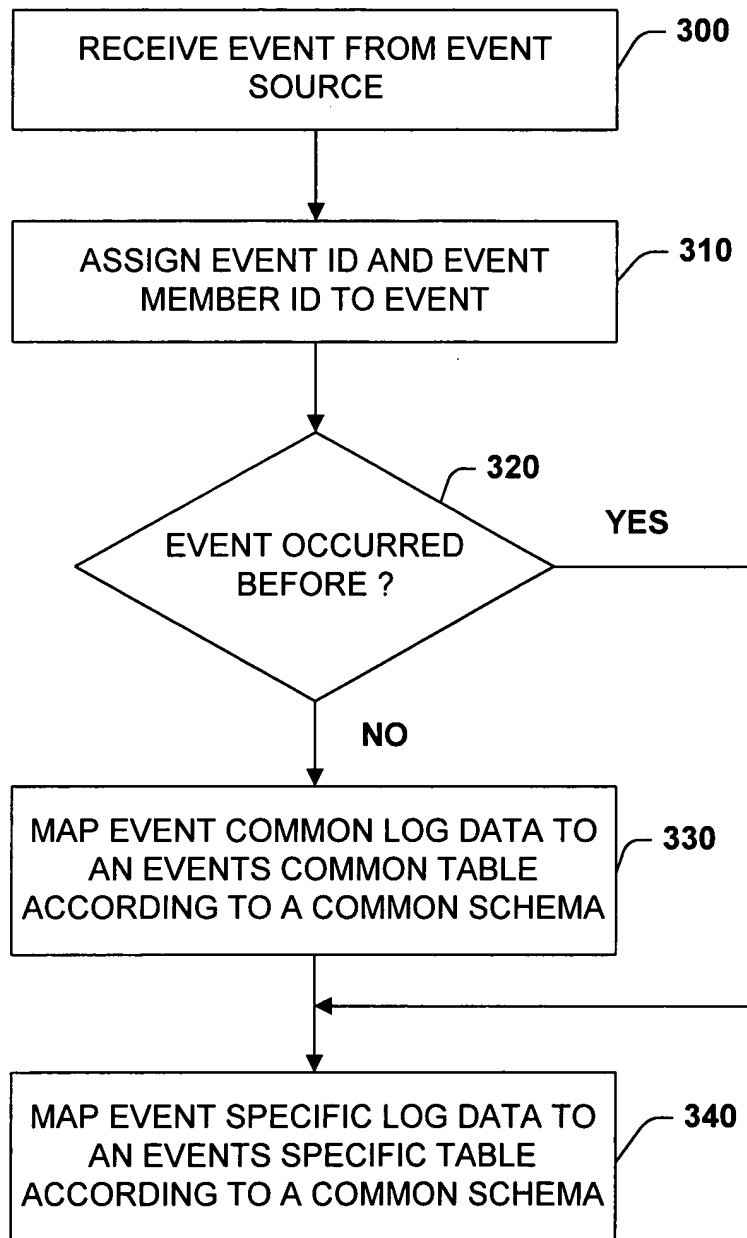 RECEIVE EVENT FROM EVENT
SOURCE
300
ASSIGN EVENT ID AND EVENT
MEMBER ID TO EVENT
310
320
EVENT OCCURRED
BEFORE ?
YES
NO
MAP EVENT COMMON LOG DATA TO
AN EVENTS COMMON TABLE
ACCORDING TO A COMMON SCHEMA
330
MAP EVENT SPECIFIC LOG DATA TO
AN EVENTS SPECIFIC TABLE
ACCORDING TO A COMMON SCHEMA
340